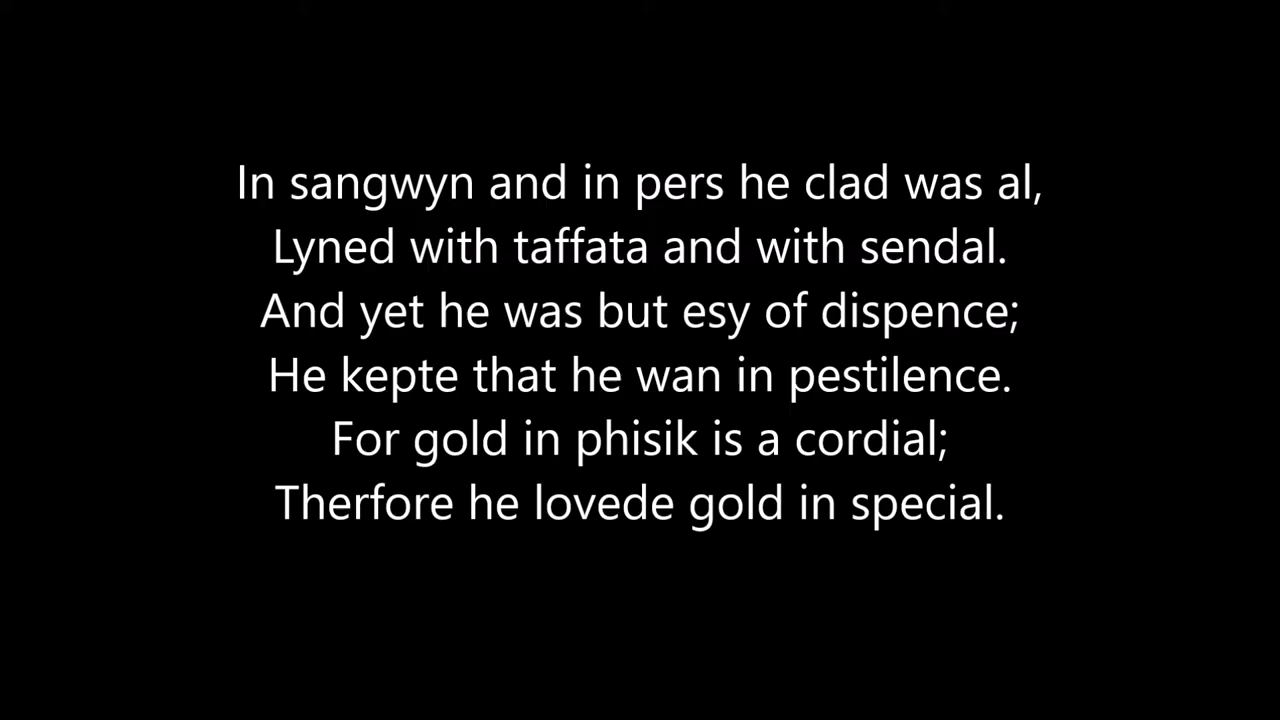 In sangwyn and in pers he clad was al,
Lyned with taffata and with sendal.
And yet he was but esy of dispence;
He kepte that he wan in pestilence.
For gold in phisik is a cordial;
Therfore he lovede gold in special.